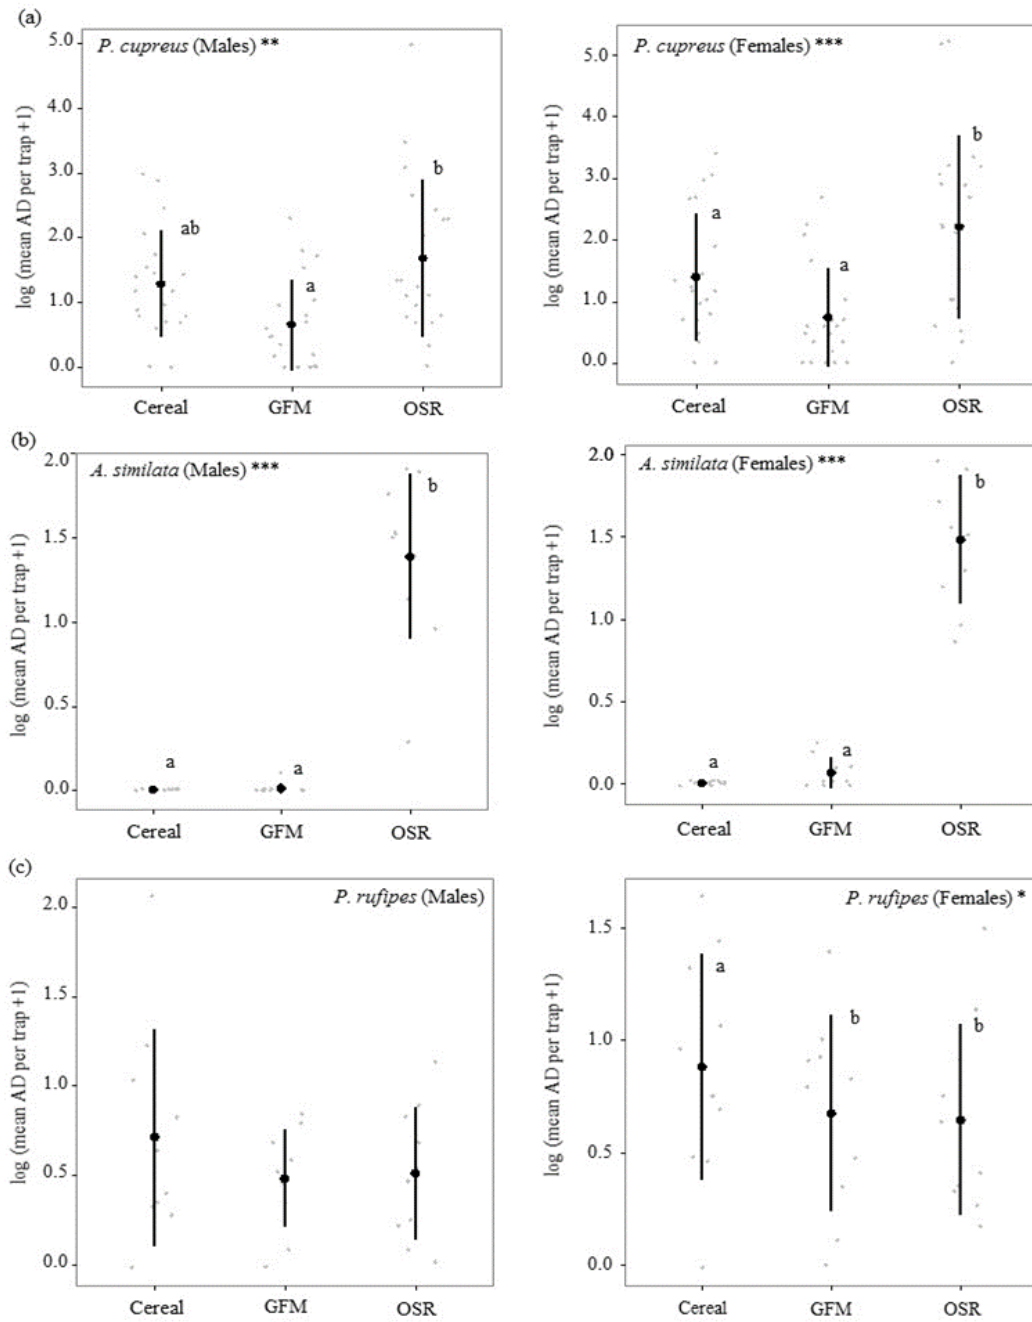 (a)
P. cupreus (Males) **
log (mean AD per trap +1)
5.0
4.0
3.0
2.0
1.0
0.0
ab
a
b
Cereal GFM OSR
P. cupreus (Females) ***
log (mean AD per trap +1)
5.0
4.0
3.0
2.0
1.0
0.0
a
a
b
Cereal GFM OSR
(b)
A. similata (Males) ***
log (mean AD per trap +1)
2.0
1.5
1.0
0.5
0.0
a
a
b
Cereal GFM OSR
A. similata (Females) ***
log (mean AD per trap +1)
2.0
1.5
1.0
0.5
0.0
a
a
b
Cereal GFM OSR
(c)
P. rufipes (Males)
log (mean AD per trap +1)
2.0
1.5
1.0
0.5
0.0
Cereal GFM OSR
P. rufipes (Females) *
log (mean AD per trap +1)
1.5
1.0
0.5
0.0
a
b
b
Cereal GFM OSR